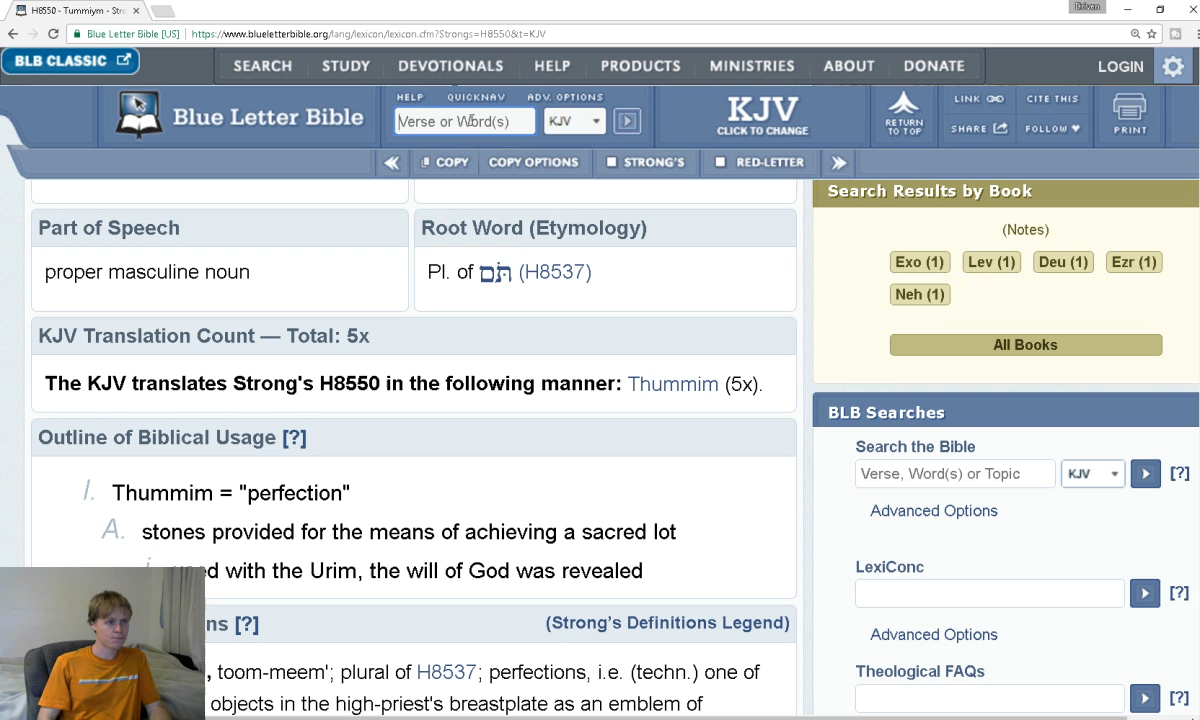 H8550 - Tummiym - Str
Driven
Blue Letter Bible [US] https://www.blueletterbible.org/lang/lexicon/lexicon.cfm?Strongs=H8550&t=KJV
BLB CLASSIC SEARCH STUDY DEVOTIONALS HELP PRODUCTS MINISTRIES ABOUT DONATE LOGIN
HELP QUICKNAV ADV. OPTIONS
Blue Letter Bible Verse or Word(s) KJV
KJV
CLICK TO CHANGE
RETURN
TO TOP
LINK CITE THIS
SHARE FOLLOW
PRINT
COPY COPY OPTIONS STRONG'S RED-LETTER
Part of Speech
proper masculine noun
Root Word (Etymology)
Pl. of תֹּם (H8537)
KJV Translation Count — Total: 5x
The KJV translates Strong's H8550 in the following manner: Thummim (5x).
Outline of Biblical Usage [?]
I. Thummim = "perfection"
A. stones provided for the means of achieving a sacred lot
with the Urim, the will of God was revealed
[?] (Strong's Definitions Legend)
toom-meem'; plural of H8537; perfections, i.e. (techn.) one of
objects in the high-priest's breastplate as an emblem of
Search Results by Book
(Notes)
Exo (1) Lev (1) Deu (1) Ezr (1)
Neh (1)
All Books
BLB Searches
Search the Bible
Verse, Word(s) or Topic KJV [?]
Advanced Options
LexiConc
[?]
Advanced Options
Theological FAQs
[?]